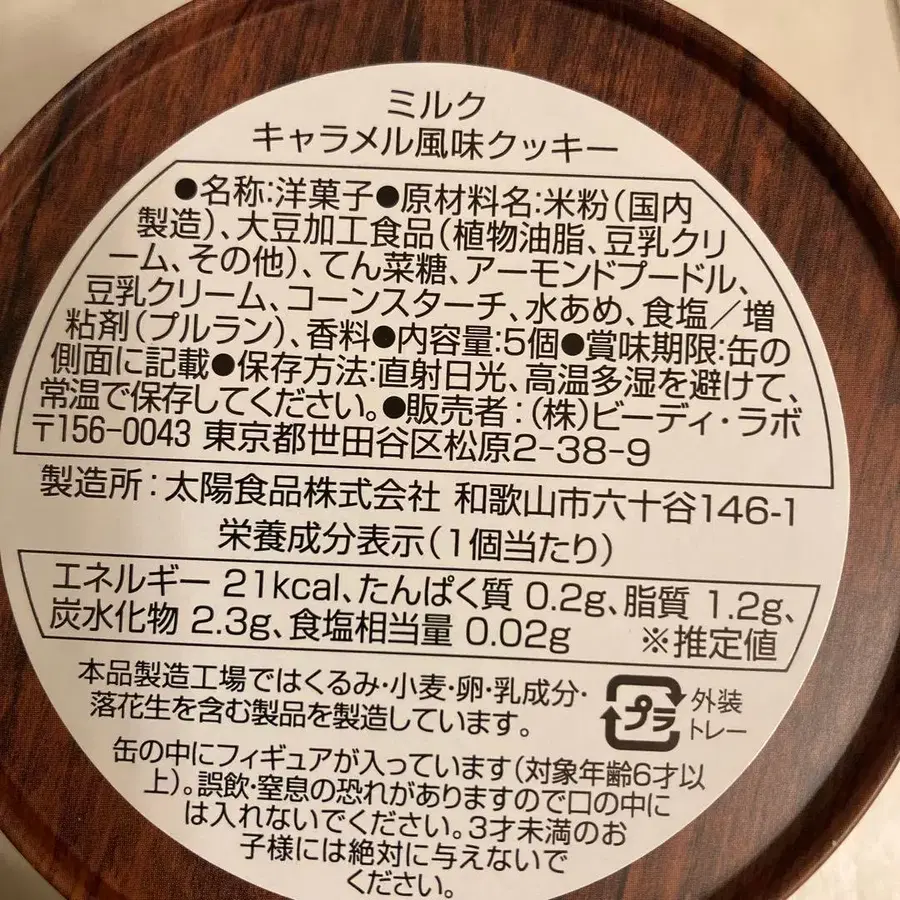 ミルク
キャラメル風味クッキー
●名称:洋菓子●原材料名:米粉(国内
製造)、大豆加工食品(植物油脂、豆乳クリ
ーム、その他)、てん菜糖、アーモンドプードル、
豆乳クリーム、コーンスターチ、水あめ、食塩／増
粘剤(プルラン)、香料●内容量:5個●賞味期限:缶の
側面に記載●保存方法:直射日光、高温多湿を避けて、
常温で保存してください。●販売者:(株)ビーディ・ラボ
〒156-0043 東京都世田谷区松原2-38-9
製造所:太陽食品株式会社 和歌山市六十谷146-1
栄養成分表示(1個当たり)
エネルギー 21kcal、たんぱく質 0.2g、脂質 1.2g、
炭水化物 2.3g、食塩相当量 0.02g ※推定値
本品製造工場ではくるみ・小麦・卵・乳成分・
落花生を含む製品を製造しています。
プラ
外装
トレー
缶の中にフィギュアが入っています(対象年齢6才以
上)。誤飲・窒息の恐れがありますので口の中に
は入れないでください。3才未満のお
子様には絶対に与えないで
ください。